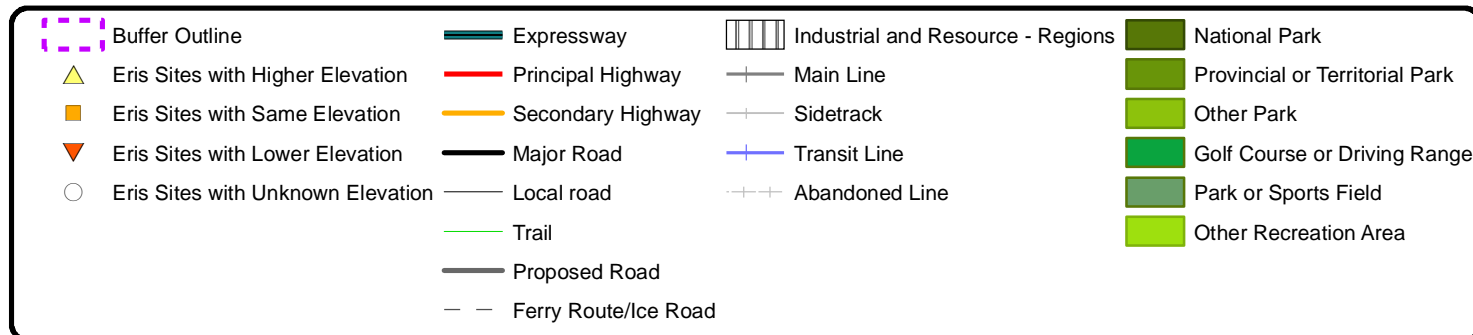 Buffer Outline
Eris Sites with Higher Elevation
Eris Sites with Same Elevation
Eris Sites with Lower Elevation
Eris Sites with Unknown Elevation
Expressway
Principal Highway
Secondary Highway
Major Road
Local road
Trail
Proposed Road
Ferry Route/Ice Road
Industrial and Resource - Regions
Main Line
Sidetrack
Transit Line
Abandoned Line
National Park
Provincial or Territorial Park
Other Park
Golf Course or Driving Range
Park or Sports Field
Other Recreation Area